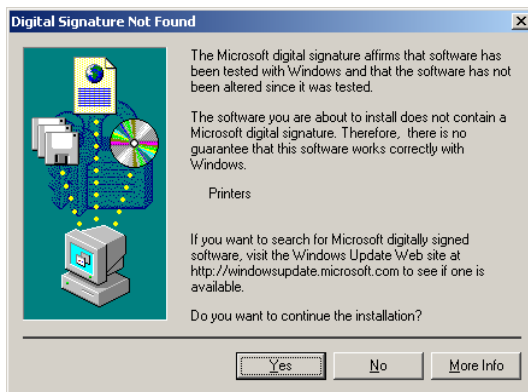 Digital Signature Not Found
The Microsoft digital signature affirms that software has
been tested with Windows and that the software has not
been altered since it was tested.
The software you are about to install does not contain a
Microsoft digital signature. Therefore,  there is no
guarantee that this software works correctly with
Windows.
Printers
If you want to search for Microsoft digitally signed
software, visit the Windows Update Web site at
http://windowsupdate.microsoft.com to see if one is
available.
Do you want to continue the installation?
Yes
No
More Info